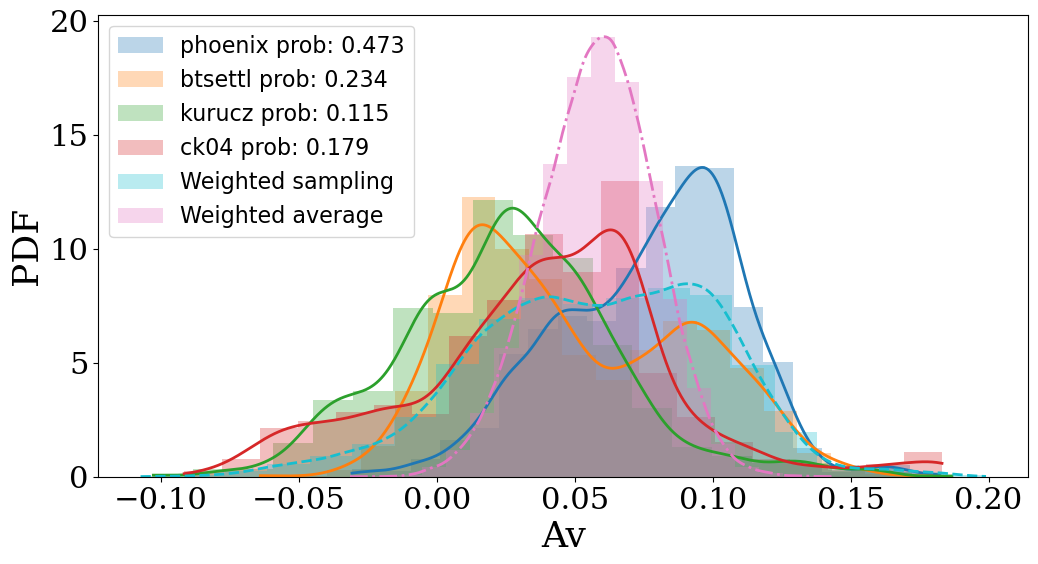 20
15
10
5
0
PDF
phoenix prob: 0.473
btsettl prob: 0.234
kurucz prob: 0.115
ck04 prob: 0.179
Weighted sampling
Weighted average
−0.10 −0.05 0.00 0.05 0.10 0.15 0.20
Av